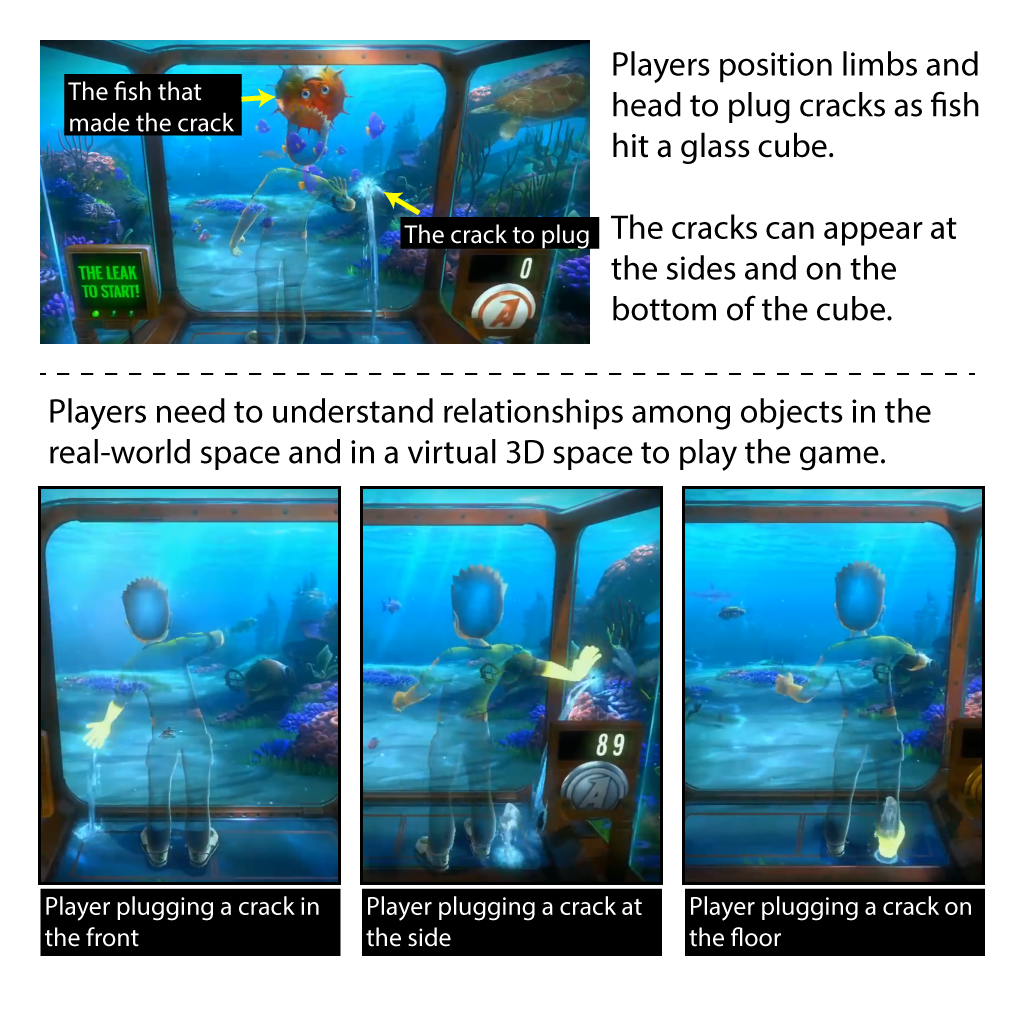 The fish that
made the crack
The crack to plug
THE LEAK
TO START!
0
A
Players position limbs and
head to plug cracks as fish
hit a glass cube.
The cracks can appear at
the sides and on the
bottom of the cube.
Players need to understand relationships among objects in the
real-world space and in a virtual 3D space to play the game.
89
A
Player plugging a crack in
the front
Player plugging a crack at
the side
Player plugging a crack on
the floor